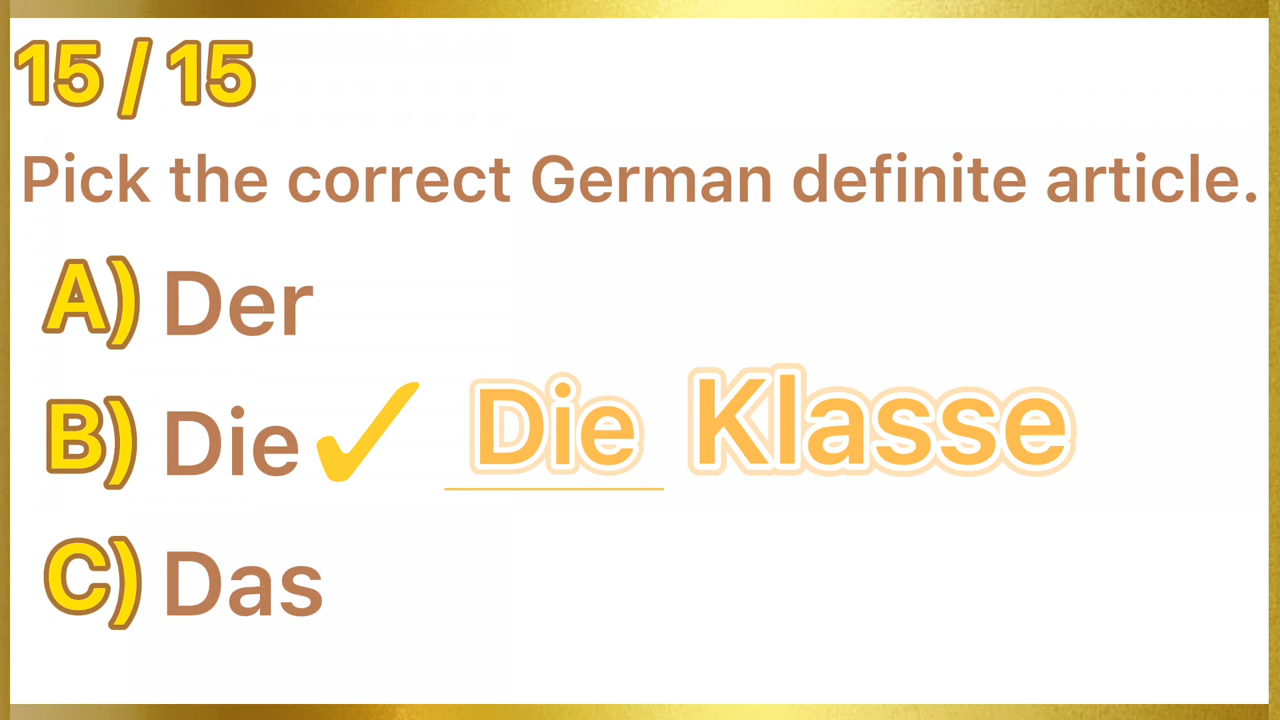 15 / 15
Pick the correct German definite article.
A) Der
B) Die ✓ Die Klasse
C) Das